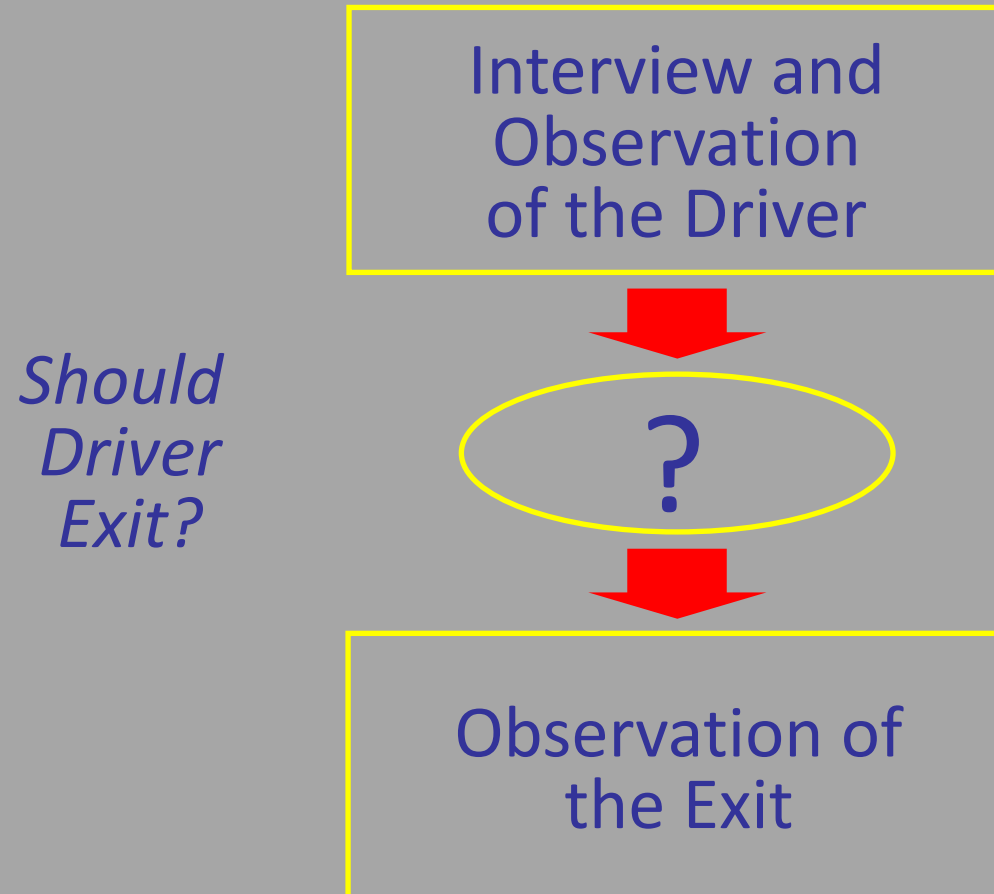 Interview and
Observation
of the Driver
Should
Driver
Exit?
?
Observation of
the Exit